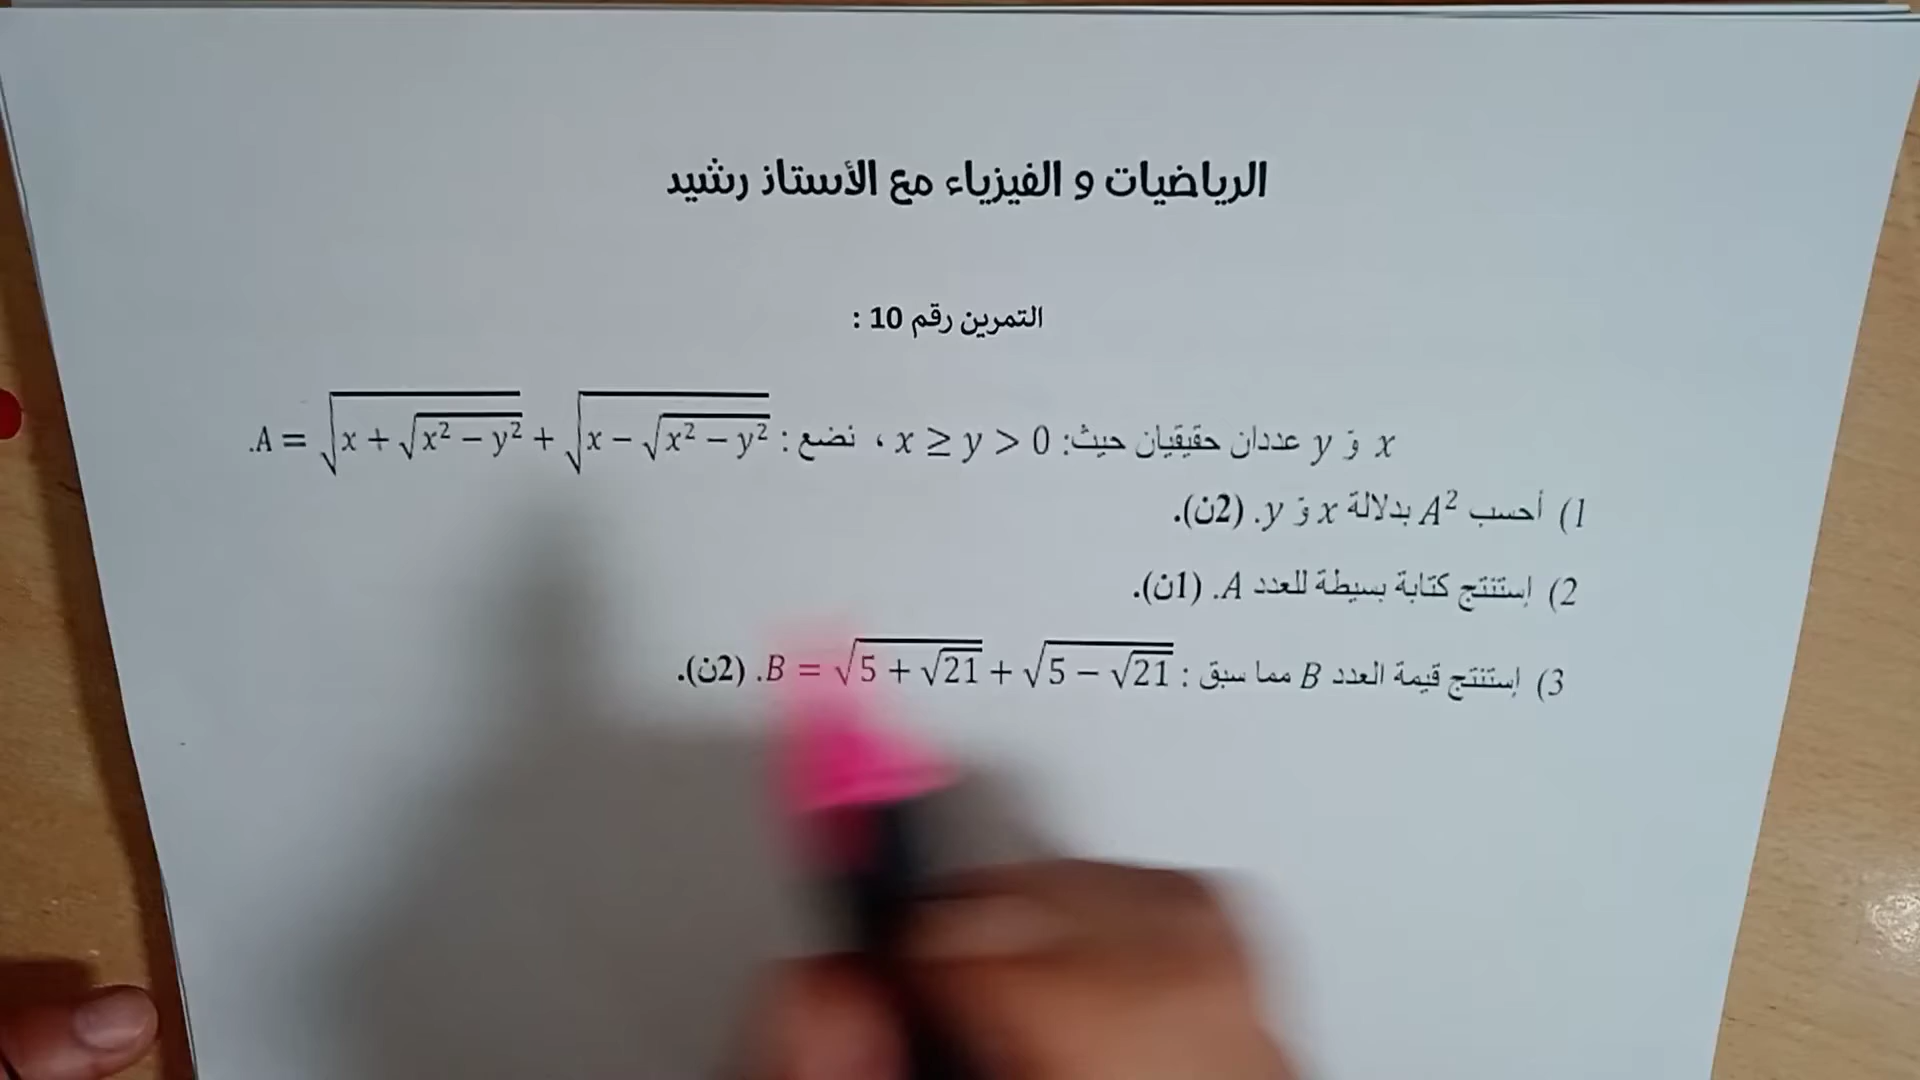 الرياضيات و الفيزياء مع الأستاذ رشيد
التمرين رقم 10 :
x وَ y عددان حقيقيان حيث: x ≥ y > 0 ، نضع : A = √(x + √(x² − y²)) + √(x − √(x² − y²)).
1) أحسب A² بدلالة x وَ y. (2ن).
2) إستنتج كتابة بسيطة للعدد A. (1ن).
3) إستنتج قيمة العدد B مما سبق : B = √(5 + √21) + √(5 − √21). (2ن).